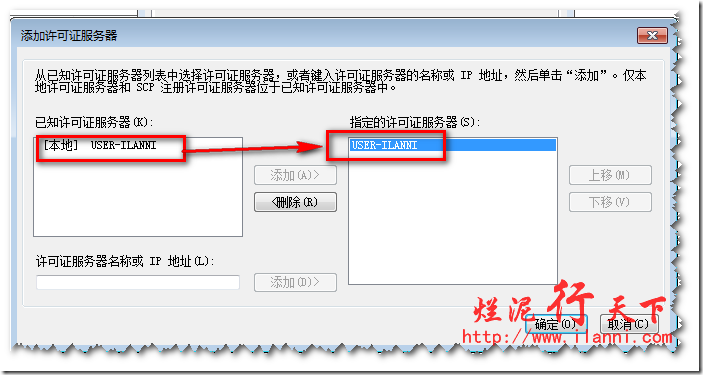 添加许可证服务器
从已知许可证服务器列表中选择许可证服务器，或者键入许可证服务器的名称或 IP 地址，然后单击“添加”。仅本
地许可证服务器和 SCP 注册许可证服务器位于已知许可证服务器中。
已知许可证服务器(K):
指定的许可证服务器(S):
[本地] USER-ILANNI
USER-ILANNI
添加(A)>
<删除(R)
上移(M)
下移(V)
许可证服务器名称或 IP 地址(L):
添加(D)>
烂泥行天下
确定(O)
取消(C)
http://www.ilanni.com